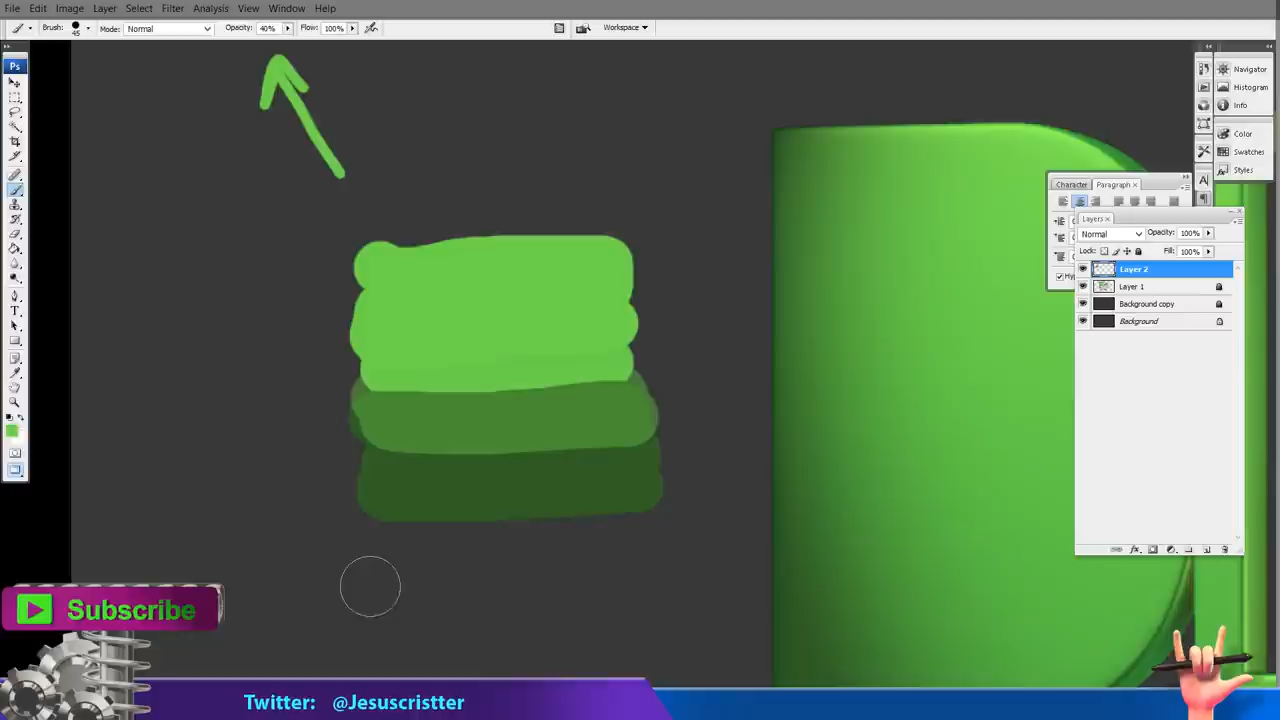 File Edit Image Layer Select Filter Analysis View Window Help
Brush: 45 Mode: Normal Opacity: 40% Flow: 100% Workspace
Ps
Navigator
Histogram
Info
Color
Swatches
Styles
Character Paragraph
Layers
Normal Opacity: 100%
Lock: Fill: 100%
Layer 2
Layer 1
Background copy
Background
Subscribe
Twitter: @Jesuscristter